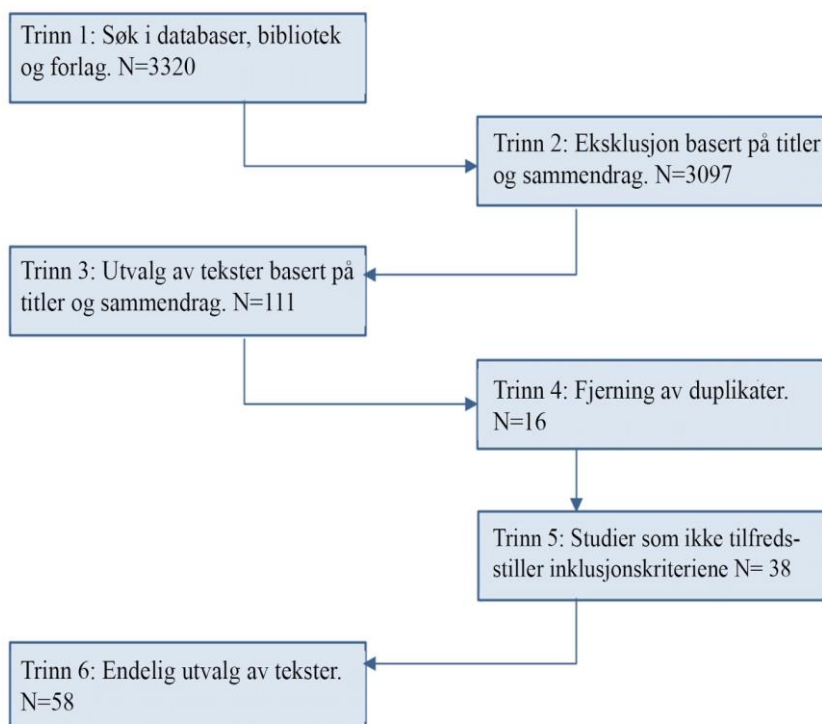 Trinn 1: Søk i databaser, bibliotek
og forlag. N=3320
Trinn 2: Eksklusjon basert på titler
og sammendrag. N=3097
Trinn 3: Utvalg av tekster basert på
titler og sammendrag. N=111
Trinn 4: Fjerning av duplikater.
N=16
Trinn 5: Studier som ikke tilfreds-
stiller inklusjonskriteriene N= 38
Trinn 6: Endelig utvalg av tekster.
N=58